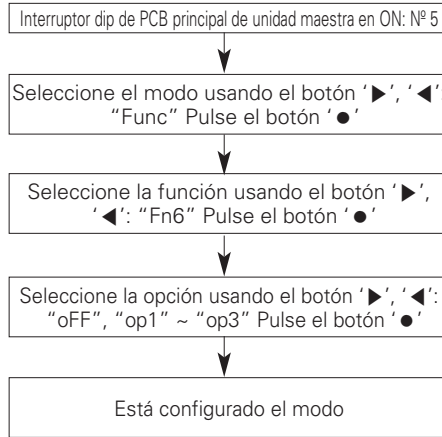 Interruptor dip de PCB principal de unidad maestra en ON: Nº 5
Seleccione el modo usando el botón ‘▶’, ‘◀’:
“Func” Pulse el botón ‘●’
Seleccione la función usando el botón ‘▶’,
‘◀’: “Fn6” Pulse el botón ‘●’
Seleccione la opción usando el botón ‘▶’, ‘◀’:
“oFF”, “op1” ~ “op3” Pulse el botón ‘●’
Está configurado el modo